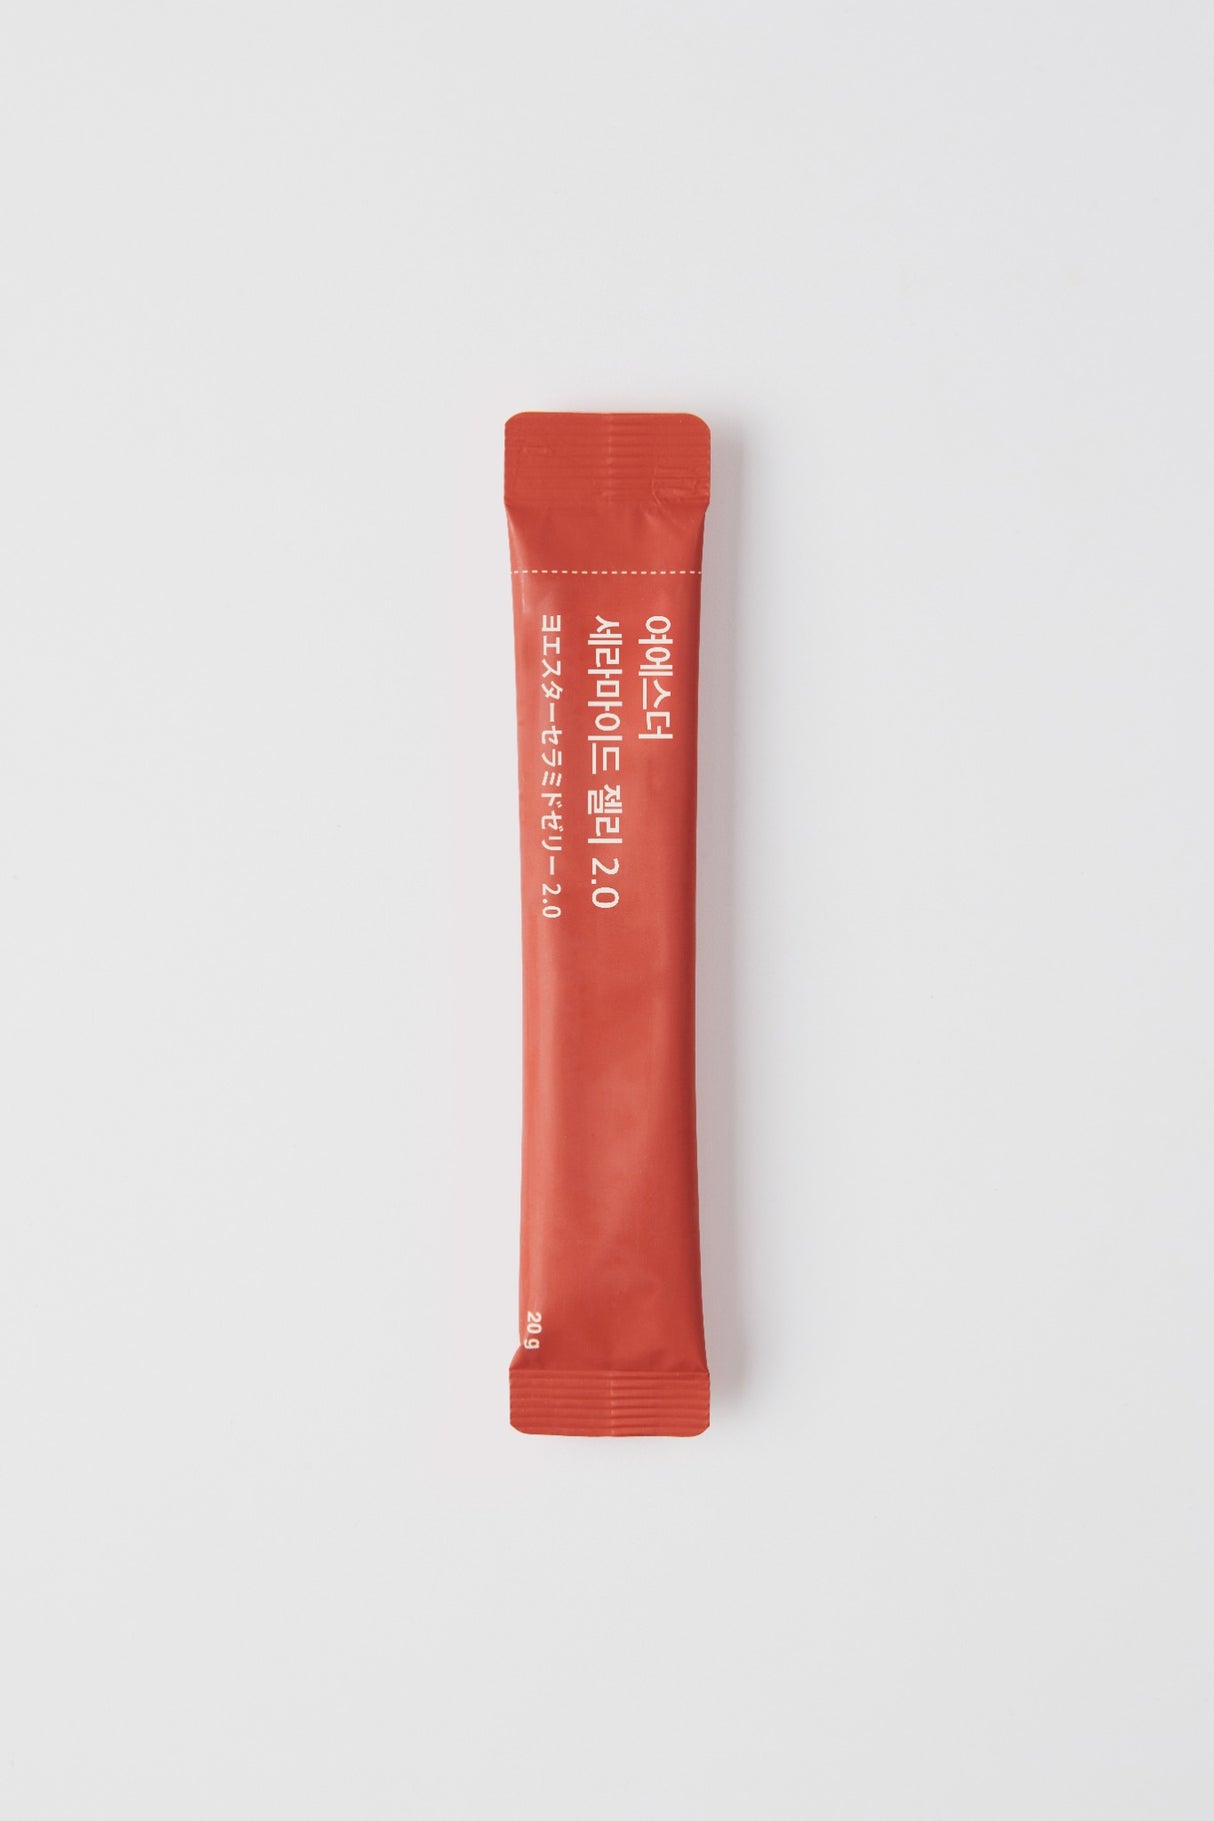 여에스더
세라마이드 젤리 2.0
ヨエスターセラミドゼリー 2.0
20 g